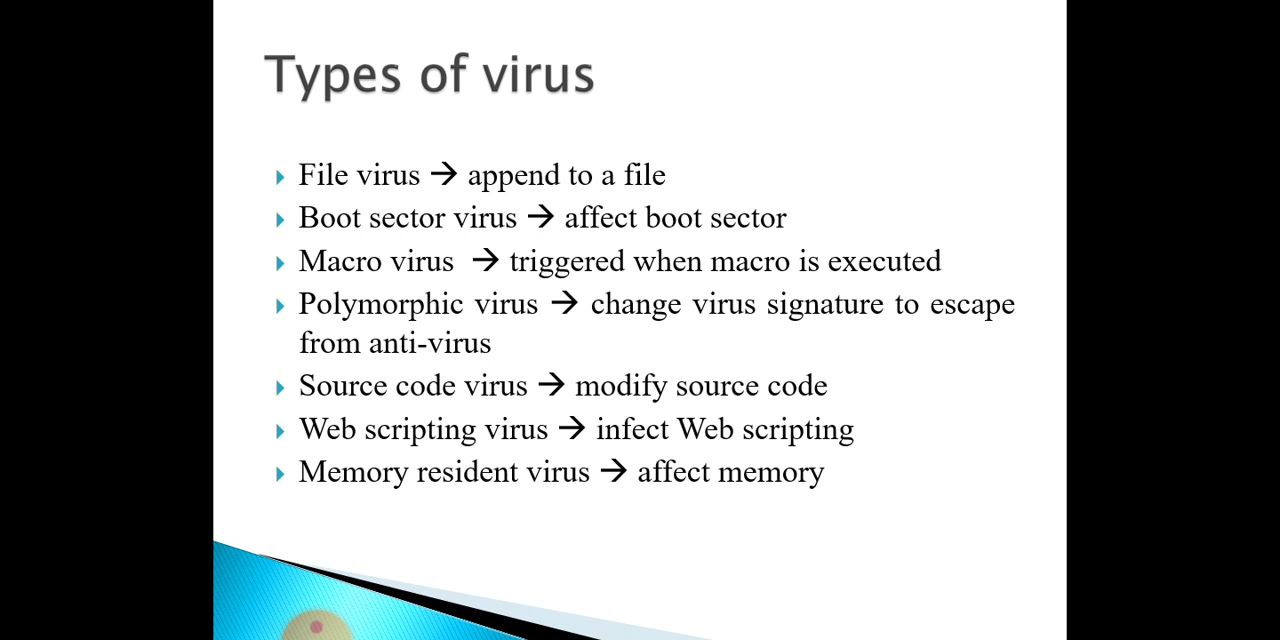 Types of virus
File virus → append to a file
Boot sector virus → affect boot sector
Macro virus → triggered when macro is executed
Polymorphic virus → change virus signature to escape
from anti-virus
Source code virus → modify source code
Web scripting virus → infect Web scripting
Memory resident virus → affect memory